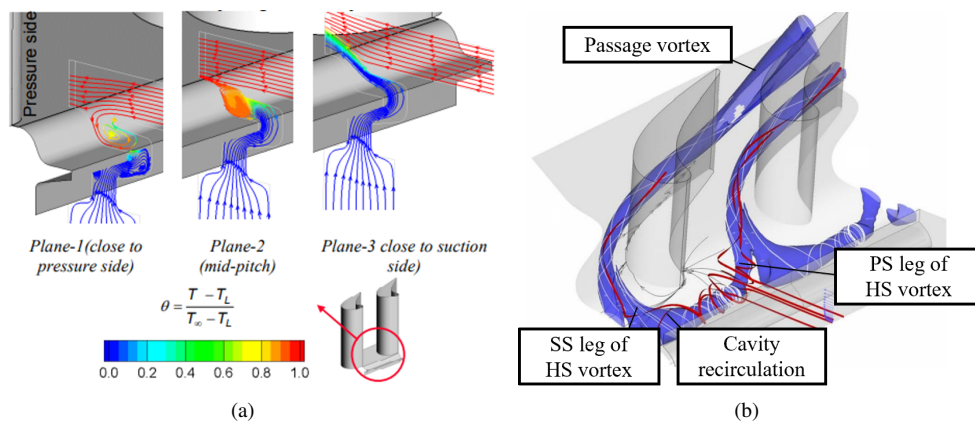 Pressure side
Plane-1(close to
pressure side)
Plane-2
(mid-pitch)
Plane-3 close to suction
side)
θ = (T − T_L) / (T_∞ − T_L)
0.0 0.2 0.4 0.6 0.8 1.0
(a)
Passage vortex
PS leg of
HS vortex
SS leg of
HS vortex
Cavity
recirculation
(b)